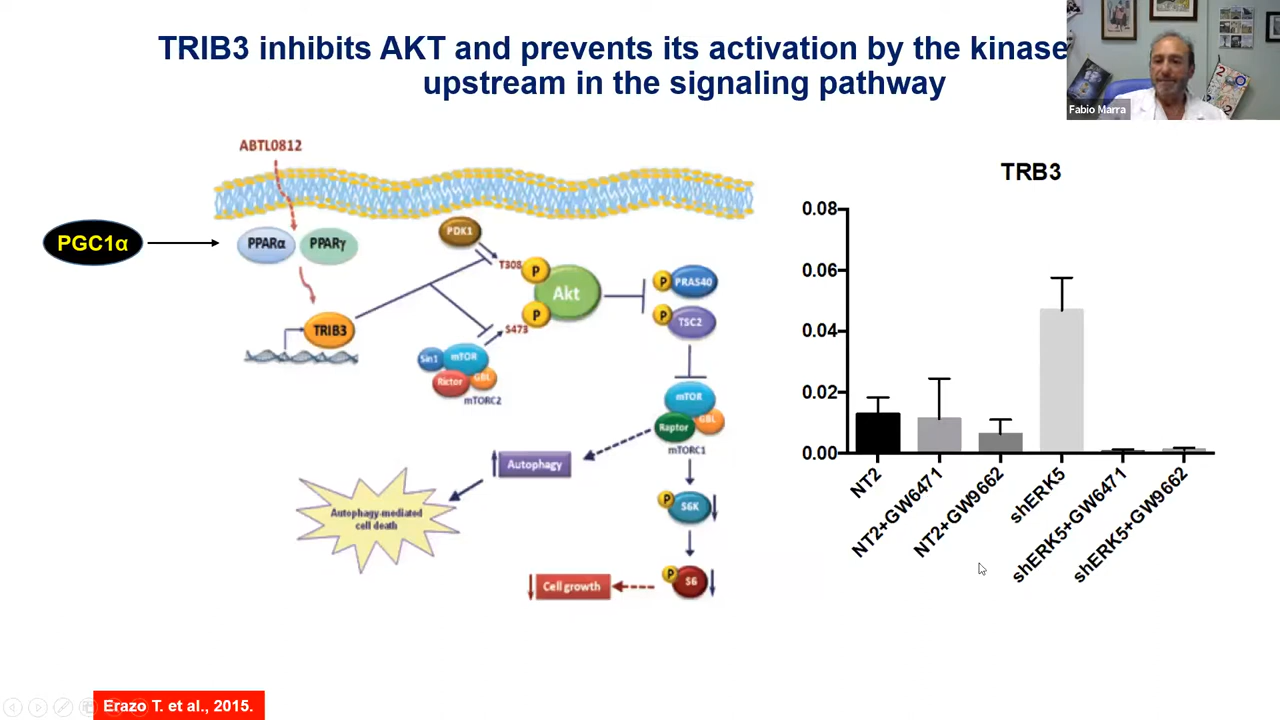 TRIB3 inhibits AKT and prevents its activation by the kinase
upstream in the signaling pathway
Fabio Marra
ABTL0812
PGC1α
PPARα
PPARγ
TRIB3
PDK1
T308
P
Akt
P
S473
Sin1
mTOR
Rictor
GBL
mTORC2
P
PRAS40
P
TSC2
mTOR
GBL
Raptor
mTORC1
Autophagy
Autophagy-mediated
cell death
P
S6K
P
S6
Cell growth
TRB3
0.08
0.06
0.04
0.02
0.00
NT2
NT2+GW6471
NT2+GW9662
shERK5
shERK5+GW6471
shERK5+GW9662
Erazo T. et al., 2015.